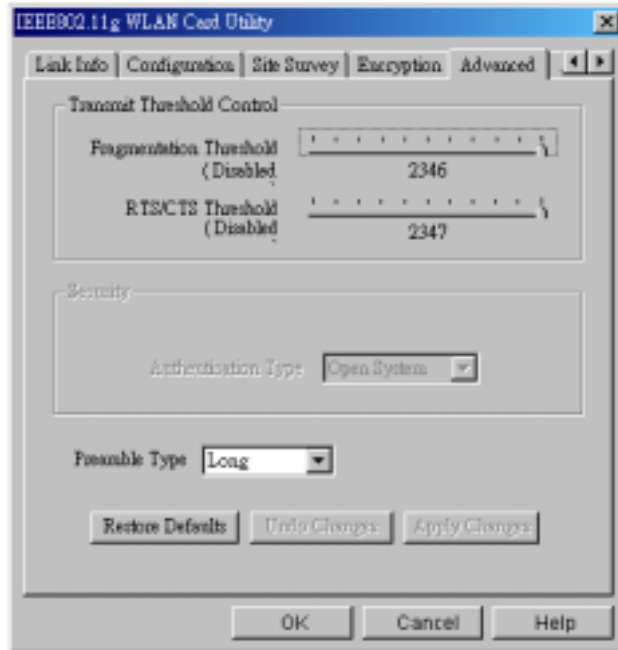 IEEE802.11g WLAN Card Utility
Link Info Configuration Site Survey Encryption Advanced
Transmit Threshold Control
Fragmentation Threshold
(Disabled
2346
RTS/CTS Threshold
(Disabled
2347
Security
Authentication Type Open System
Preamble Type Long
Restore Defaults Undo Changes Apply Changes
OK Cancel Help